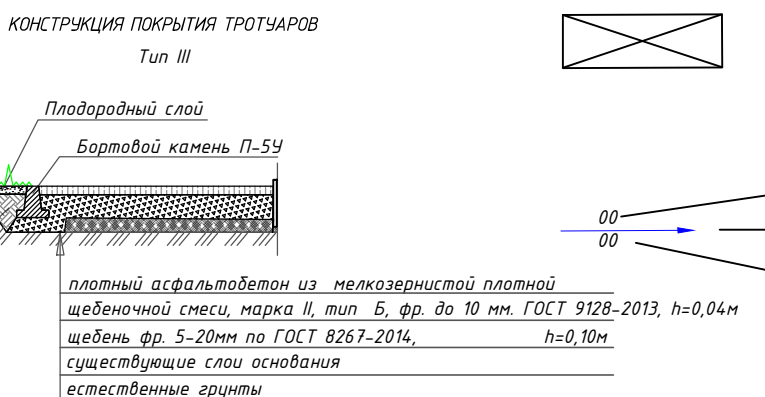 КОНСТРУКЦИЯ ПОКРЫТИЯ ТРОТУАРОВ
Тип III
Плодородный слой
Бортовой камень П-5У
00
00
плотный асфальтобетон из мелкозернистой плотной
щебеночной смеси, марка II, тип Б, фр. до 10 мм. ГОСТ 9128-2013, h=0,04м
щебень фр. 5-20мм по ГОСТ 8267-2014, h=0,10м
существующие слои основания
естественные грунты